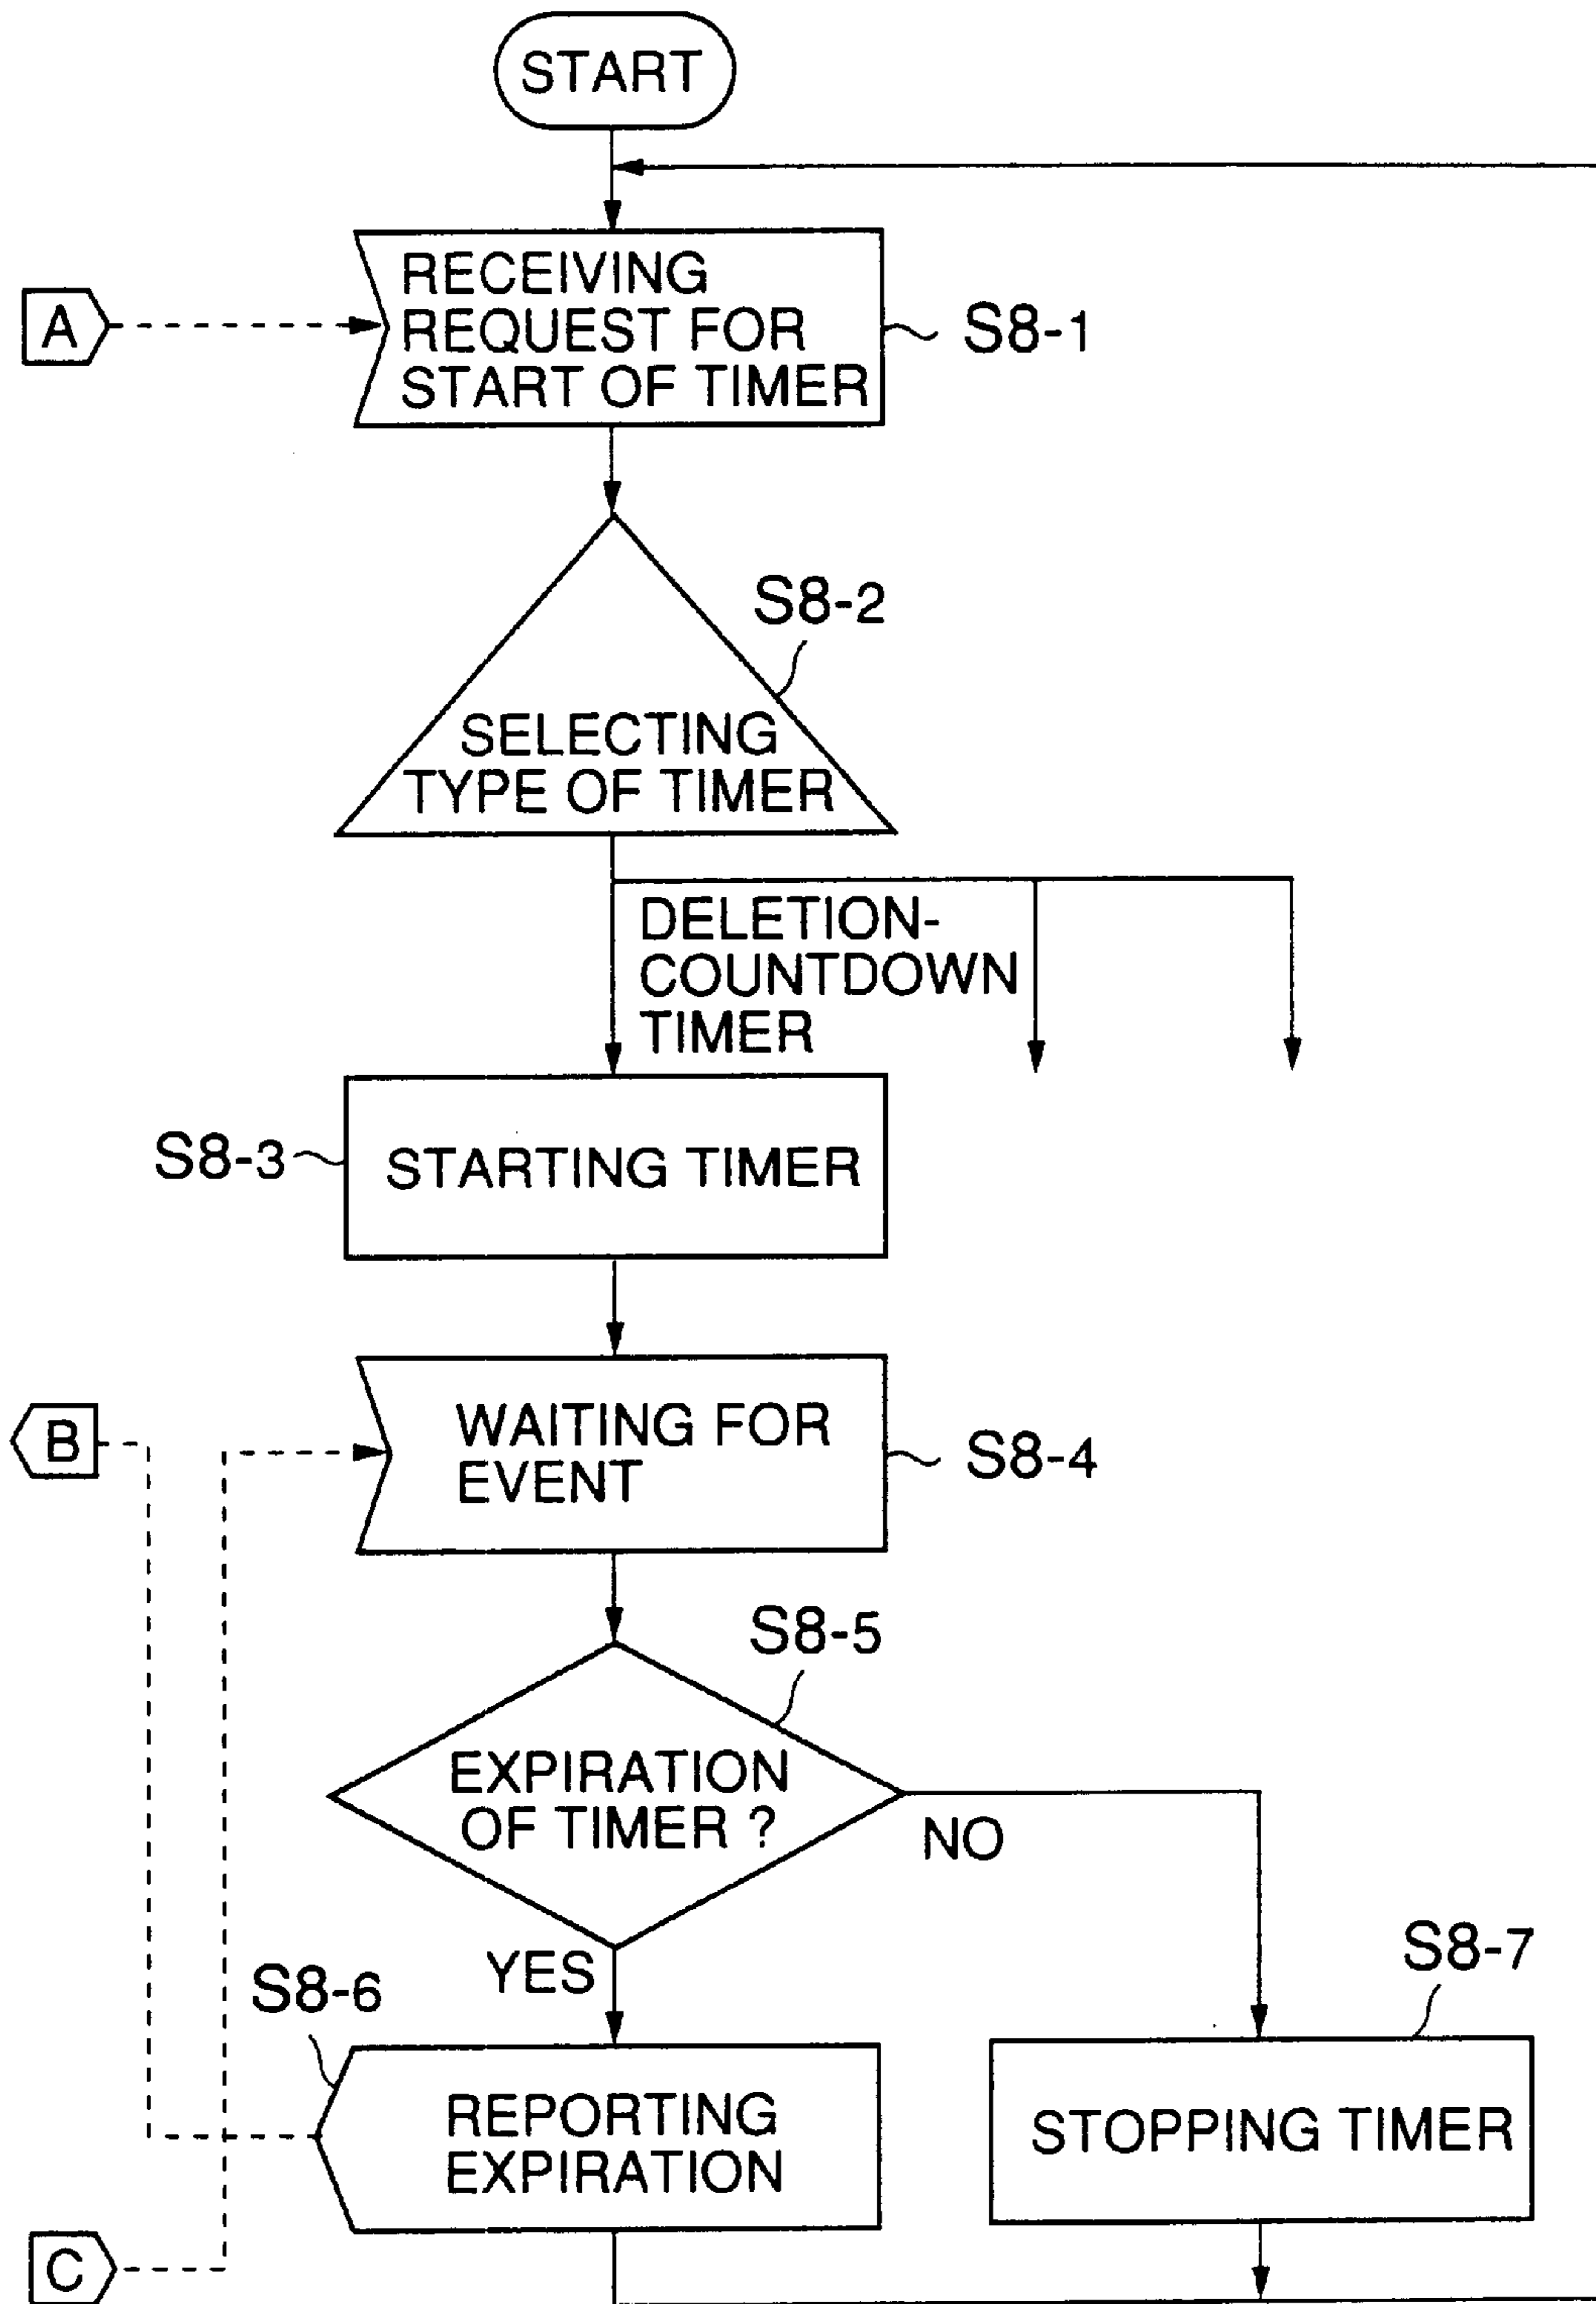 START
RECEIVING
REQUEST FOR
START OF TIMER
A
S8-1
S8-2
SELECTING
TYPE OF TIMER
DELETION-
COUNTDOWN
TIMER
S8-3
STARTING TIMER
B
WAITING FOR
EVENT
S8-4
S8-5
EXPIRATION
OF TIMER ?
NO
YES
S8-6
S8-7
REPORTING
EXPIRATION
STOPPING TIMER
C